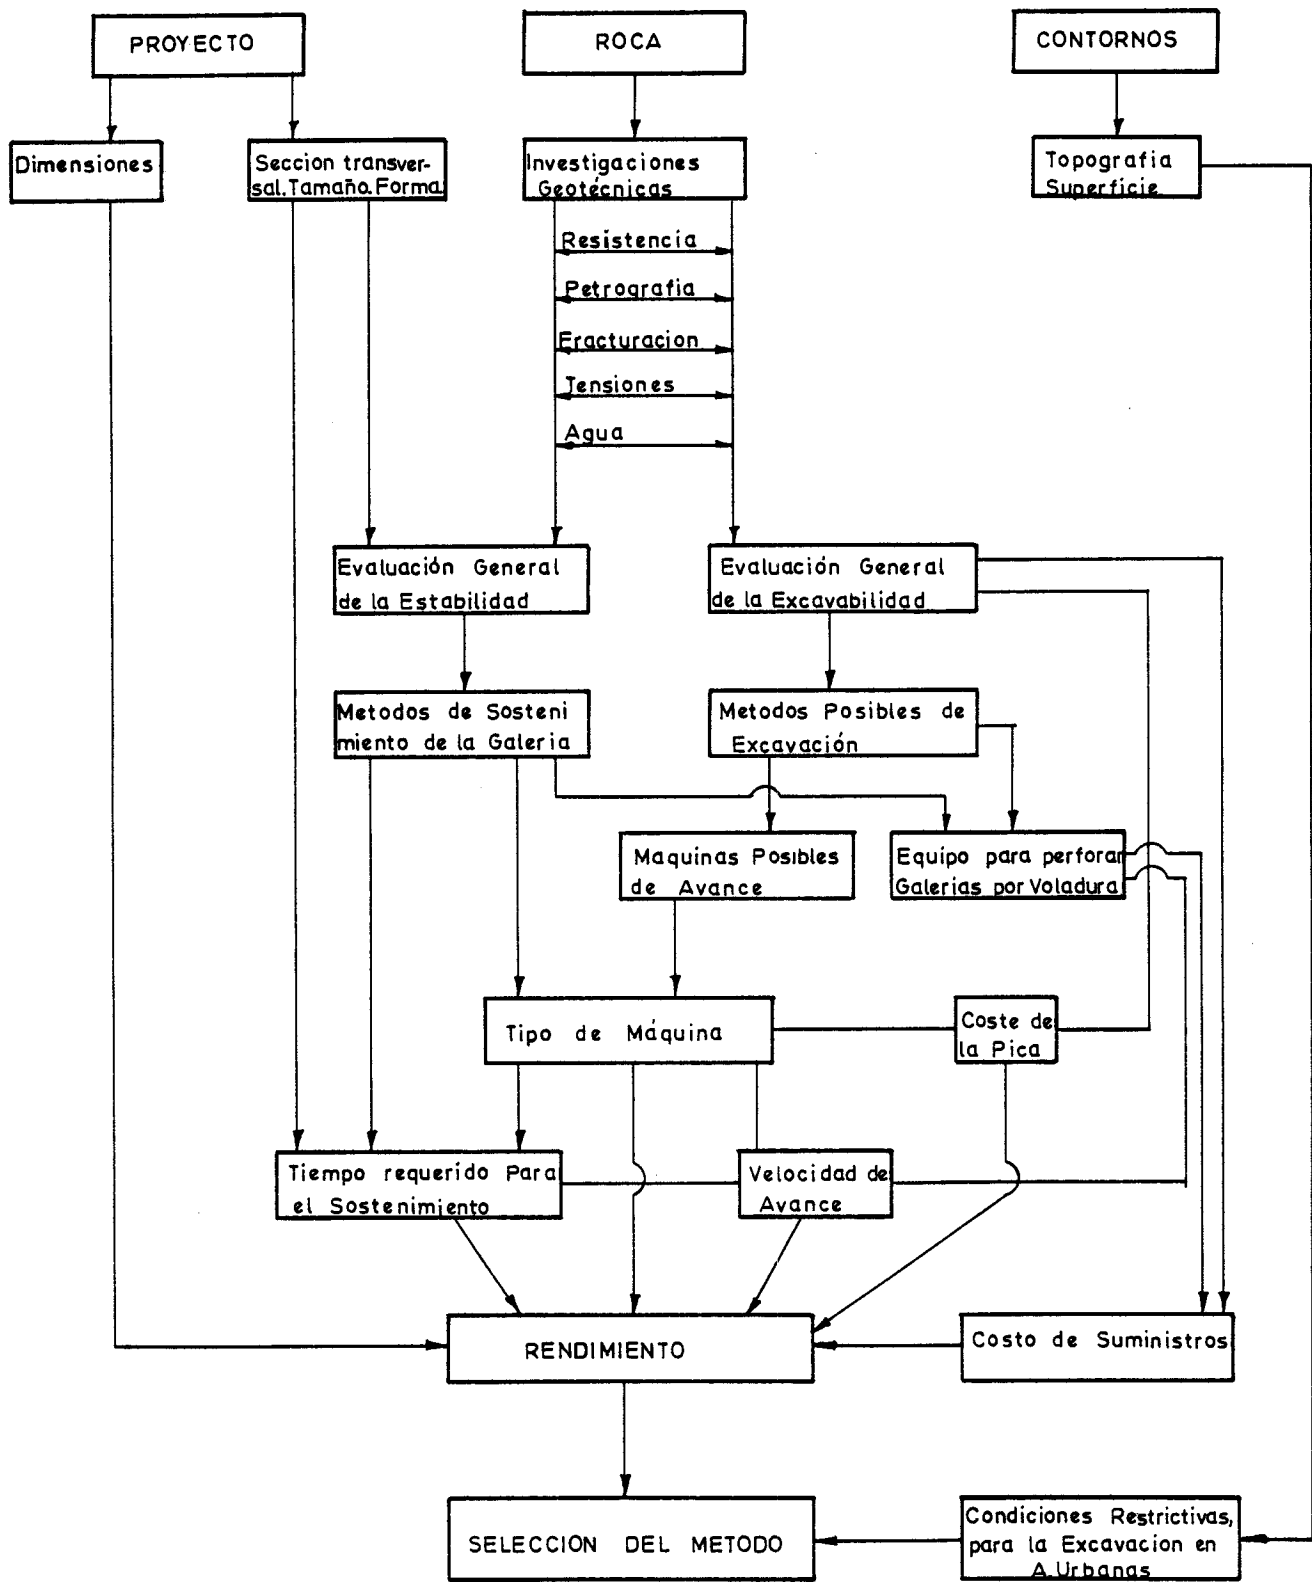 PROYECTO
ROCA
CONTORNOS
Dimensiones
Seccion transver-
sal.Tamaño.Forma
Investigaciones
Geotécnicas
Topografia
Superficie
Resistencia
Petrografia
Fracturacion
Tensiones
Agua
Evaluación General
de la Estabilidad
Evaluación General
de la Excavabilidad
Metodos de Sosteni
miento de la Galeria
Metodos Posibles de
Excavación
Maquinas Posibles
de Avance
Equipo para perforar
Galerias por Voladura
Tipo de Máquina
Coste de
la Pica
Tiempo requerido Para
el Sostenimiento
Velocidad de
Avance
RENDIMIENTO
Costo de Suministros
SELECCION DEL METODO
Condiciones Restrictivas,
para la Excavacion en
A.Urbanas